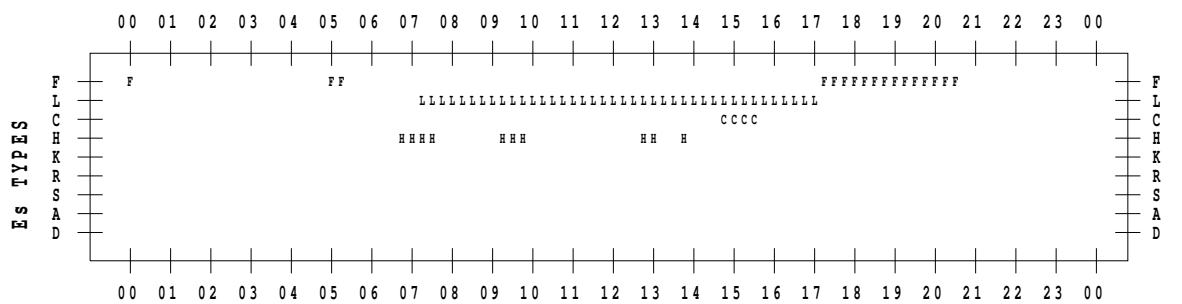 00 01 02 03 04 05 06 07 08 09 10 11 12 13 14 15 16 17 18 19 20 21 22 23 00
Es TYPES
F F FF FFFFFFFFFFFFFF F
L LLLLLLLLLLLLLLLLLLLLLLLLLLLLLLLLLLLLLLLL L
C CCCC C
H HHHH HHH HH H H
K K
R R
S S
A A
D D
00 01 02 03 04 05 06 07 08 09 10 11 12 13 14 15 16 17 18 19 20 21 22 23 00